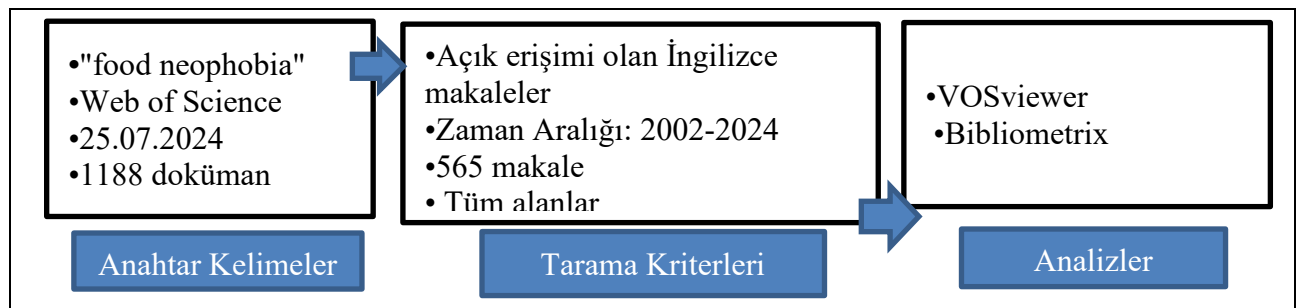 •"food neophobia"
•Web of Science
•25.07.2024
•1188 doküman
Anahtar Kelimeler
•Açık erişimi olan İngilizce
makaleler
•Zaman Aralığı: 2002-2024
•565 makale
• Tüm alanlar
Tarama Kriterleri
•VOSviewer
•Bibliometrix
Analizler